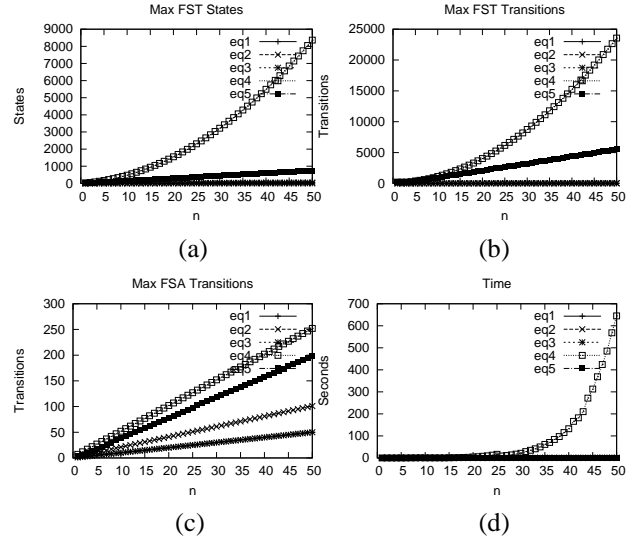 Max FST States
9000
8000
7000
6000
5000
4000
3000
2000
1000
0
States
eq1
eq2
eq3
eq4
eq5
0 5 10 15 20 25 30 35 40 45 50
n
(a)
Max FST Transitions
25000
20000
15000
10000
5000
0
Transitions
eq1
eq2
eq3
eq4
eq5
0 5 10 15 20 25 30 35 40 45 50
n
(b)
Max FSA Transitions
300
250
200
150
100
50
0
Transitions
eq1
eq2
eq3
eq4
eq5
0 5 10 15 20 25 30 35 40 45 50
n
(c)
Time
700
600
500
400
300
200
100
0
Seconds
eq1
eq2
eq3
eq4
eq5
0 5 10 15 20 25 30 35 40 45 50
n
(d)